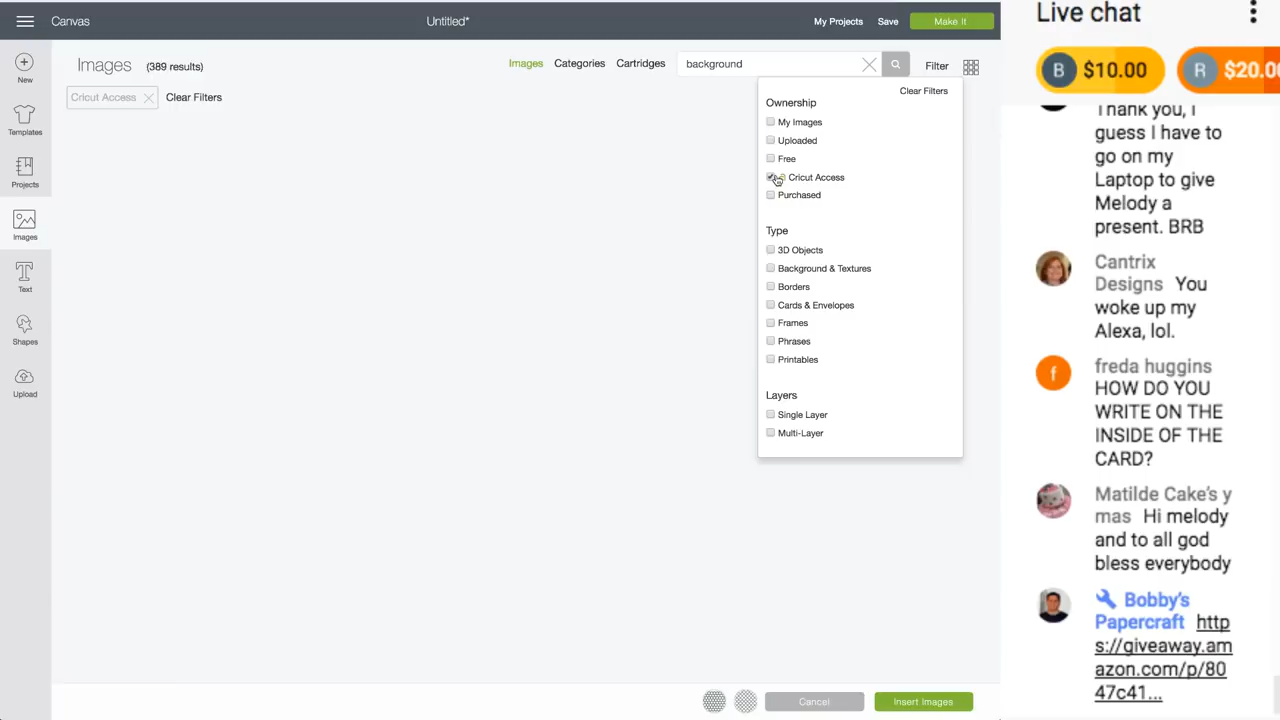 Canvas
Untitled*
My Projects
Save
Make It
New
Templates
Projects
Images
Text
Shapes
Upload
Images (389 results)
Images
Categories
Cartridges
background
Filter
Cricut Access
Clear Filters
Clear Filters
Ownership
My Images
Uploaded
Free
Cricut Access
Purchased
Type
3D Objects
Background & Textures
Borders
Cards & Envelopes
Frames
Phrases
Printables
Layers
Single Layer
Multi-Layer
Cancel
Insert Images
Live chat
B $10.00
R $20.00
Thank you, I
guess I have to
go on my
Laptop to give
Melody a
present. BRB
Cantrix
Designs You
woke up my
Alexa, lol.
f
freda huggins
HOW DO YOU
WRITE ON THE
INSIDE OF THE
CARD?
Matilde Cake's y
mas Hi melody
and to all god
bless everybody
Bobby's
Papercraft http
s://giveaway.am
azon.com/p/80
47c41...